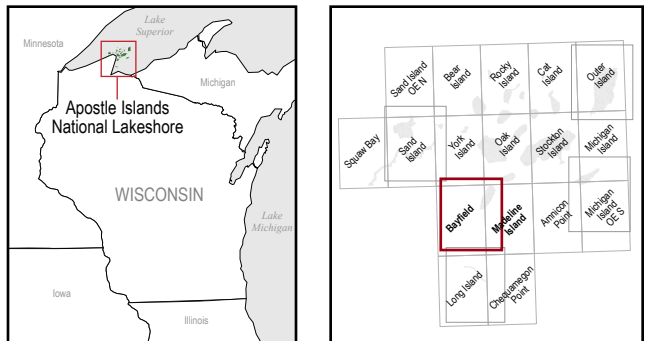 Lake
Superior
Minnesota
Michigan
Apostle Islands
National Lakeshore
WISCONSIN
Lake
Michigan
Iowa
Illinois
Sand Island
OE N
Bear
Island
Rocky
Island
Cat
Island
Outer
Island
Squaw Bay
Sand
Island
York
Island
Oak
Island
Stockton
Island
Michigan
Island
Bayfield
Madeline
Island
Amnicon
Point
Michigan
Island
OE S
Long Island
Chequamegon
Point